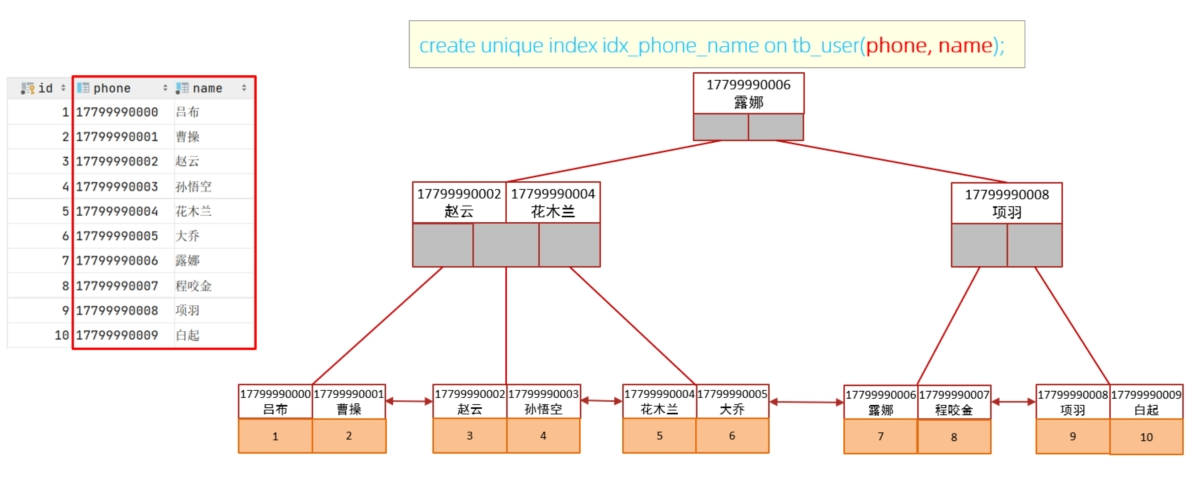 create unique index idx_phone_name on tb_user(phone, name);
id phone name
1 17799990000 吕布
2 17799990001 曹操
3 17799990002 赵云
4 17799990003 孙悟空
5 17799990004 花木兰
6 17799990005 大乔
7 17799990006 露娜
8 17799990007 程咬金
9 17799990008 项羽
10 17799990009 白起
17799990006
露娜
17799990002 17799990004
赵云 花木兰
17799990008
项羽
17799990000 17799990001 17799990002 17799990003 17799990004 17799990005 17799990006 17799990007 17799990008 17799990009
吕布 曹操 赵云 孙悟空 花木兰 大乔 露娜 程咬金 项羽 白起
1 2 3 4 5 6 7 8 9 10